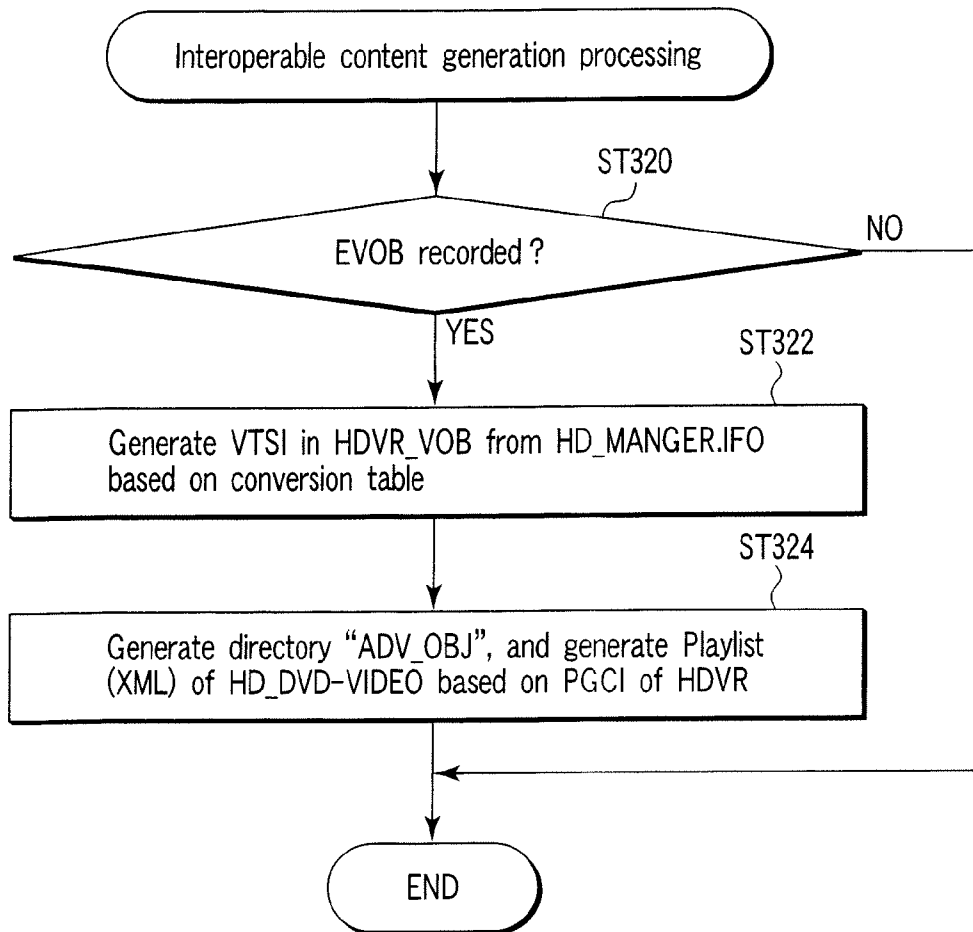 Interoperable content generation processing
ST320
EVOB recorded ?
NO
YES
ST322
Generate VTSI in HDVR_VOB from HD_MANGER.IFO
based on conversion table
ST324
Generate directory “ADV_OBJ”, and generate Playlist
(XML) of HD_DVD-VIDEO based on PGCI of HDVR
END